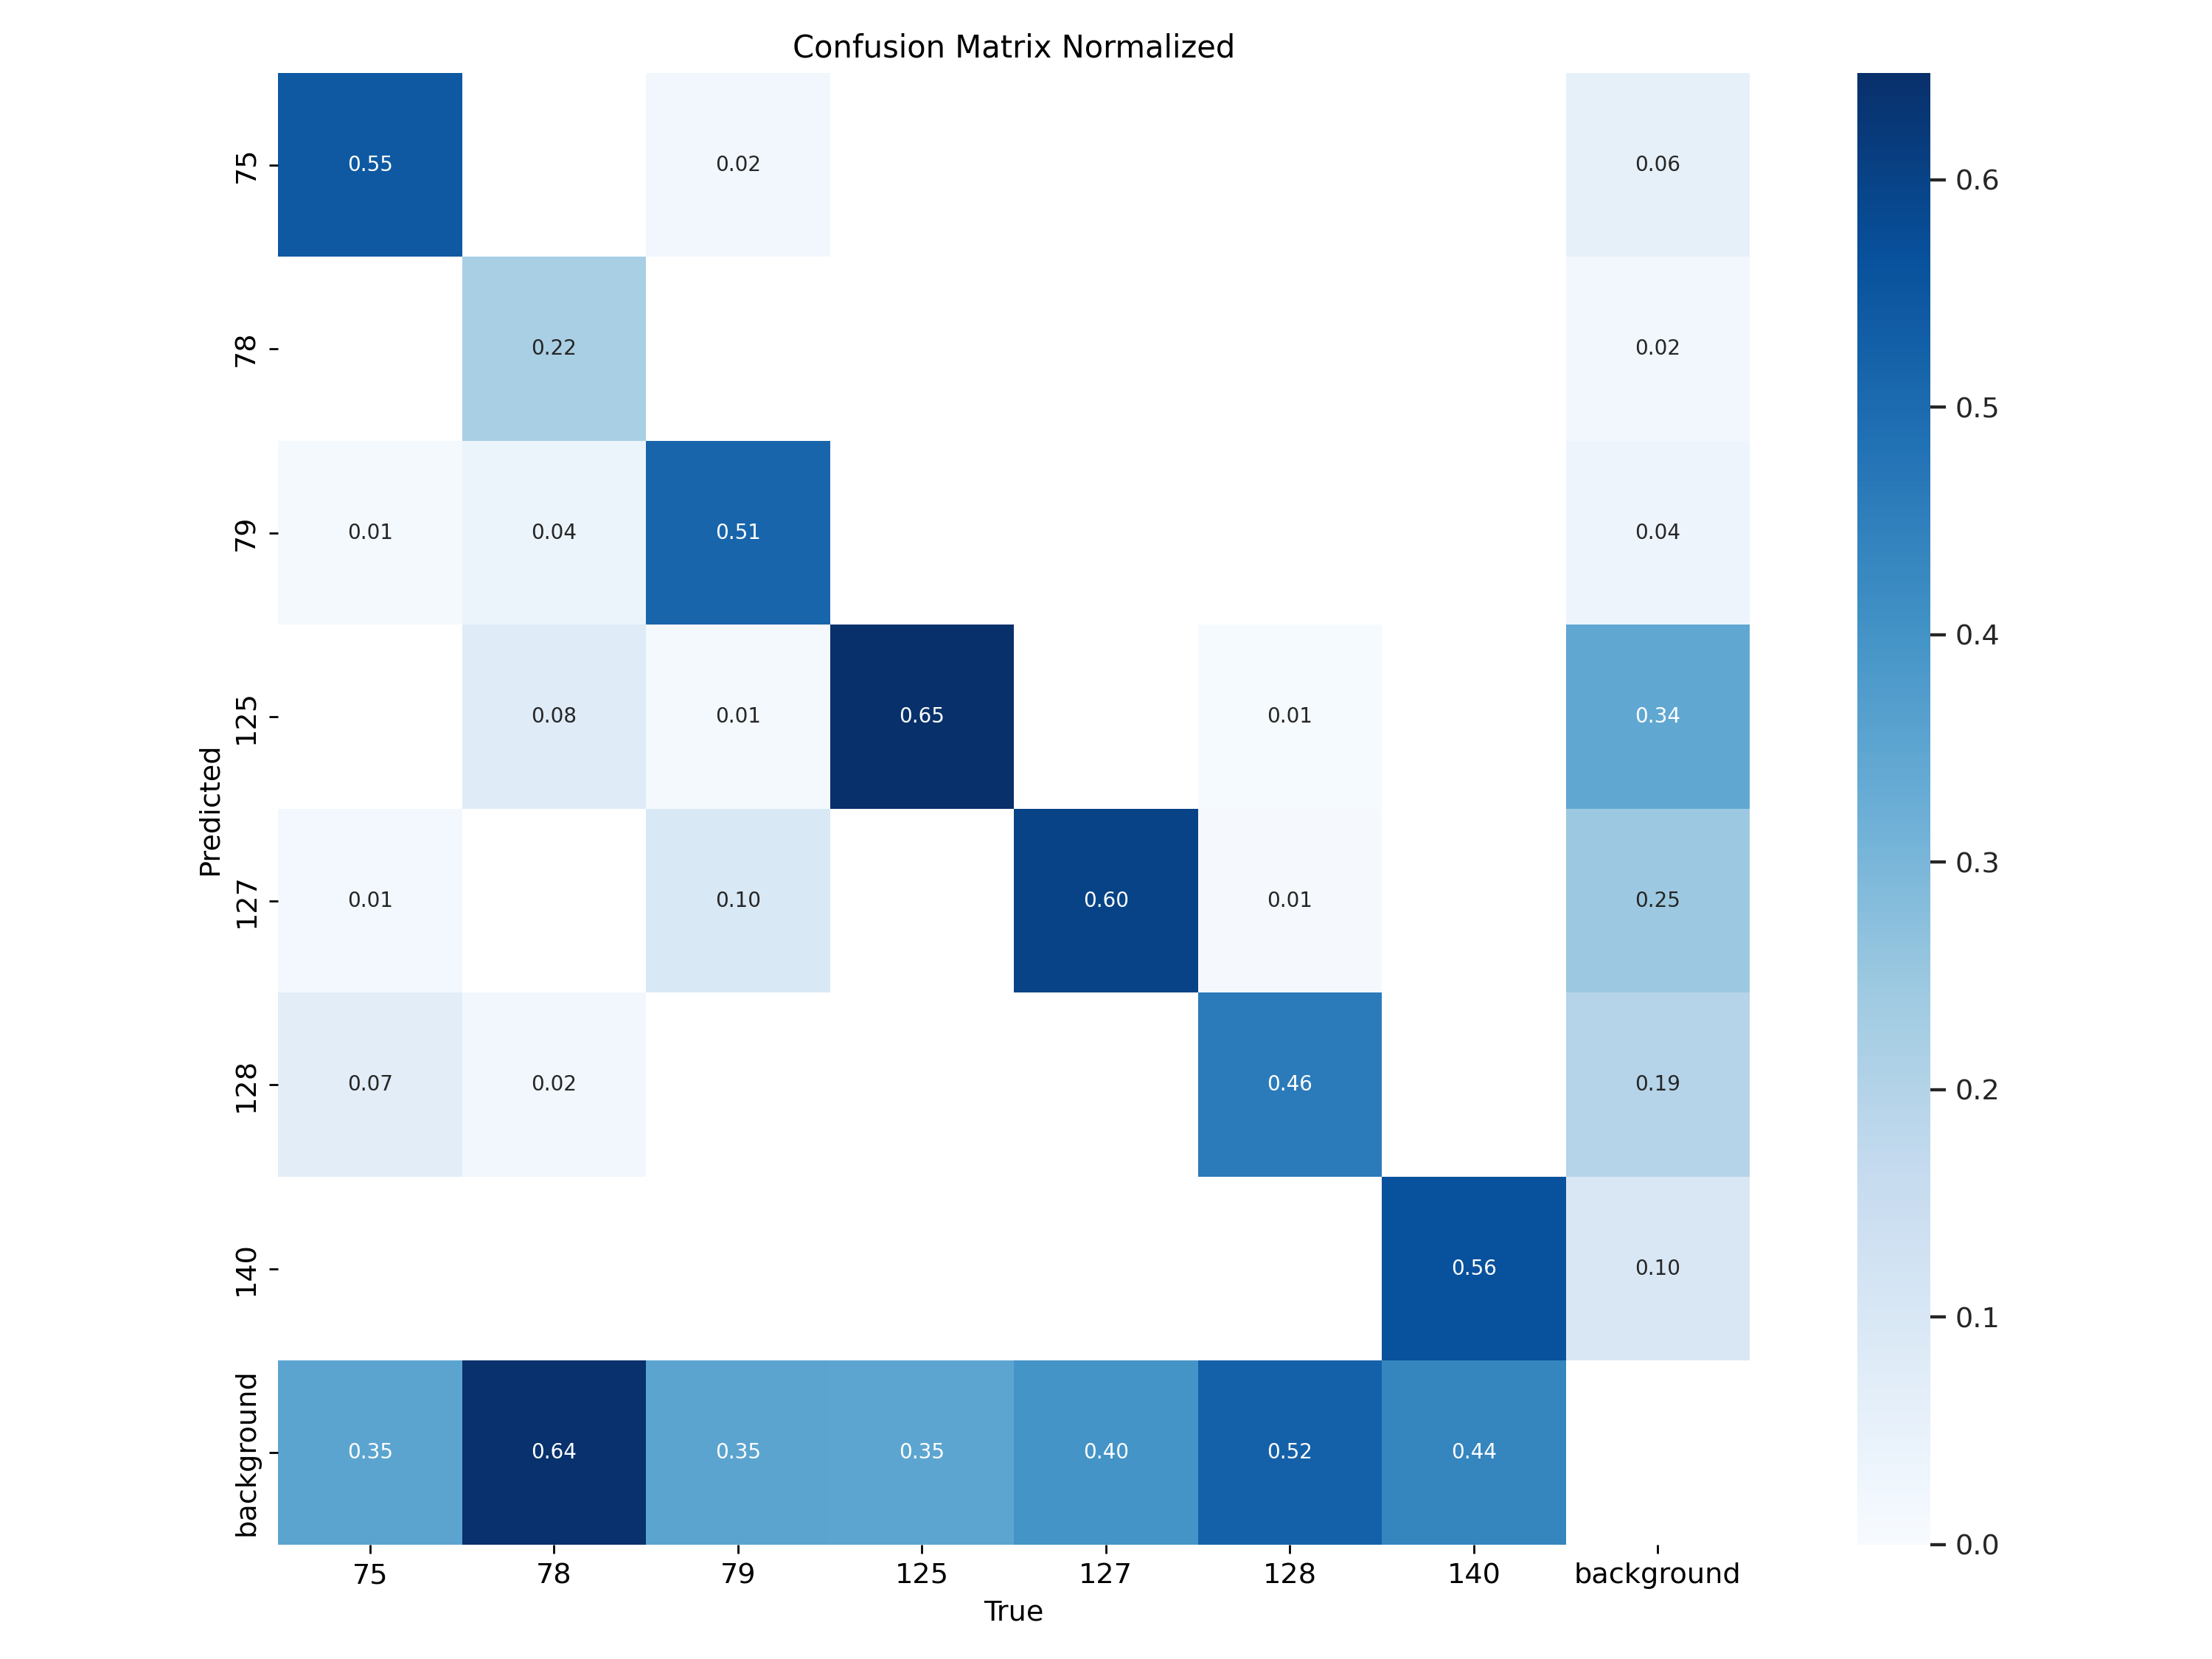 Confusion Matrix Normalized
75 0.55 0.02 0.06
78 0.22 0.02
79 0.01 0.04 0.51 0.04
125 0.08 0.01 0.65 0.01 0.34
127 0.01 0.10 0.60 0.01 0.25
128 0.07 0.02 0.46 0.19
140 0.56 0.10
background 0.35 0.64 0.35 0.35 0.40 0.52 0.44
75 78 79 125 127 128 140 background
True
Predicted
0.6
0.5
0.4
0.3
0.2
0.1
0.0